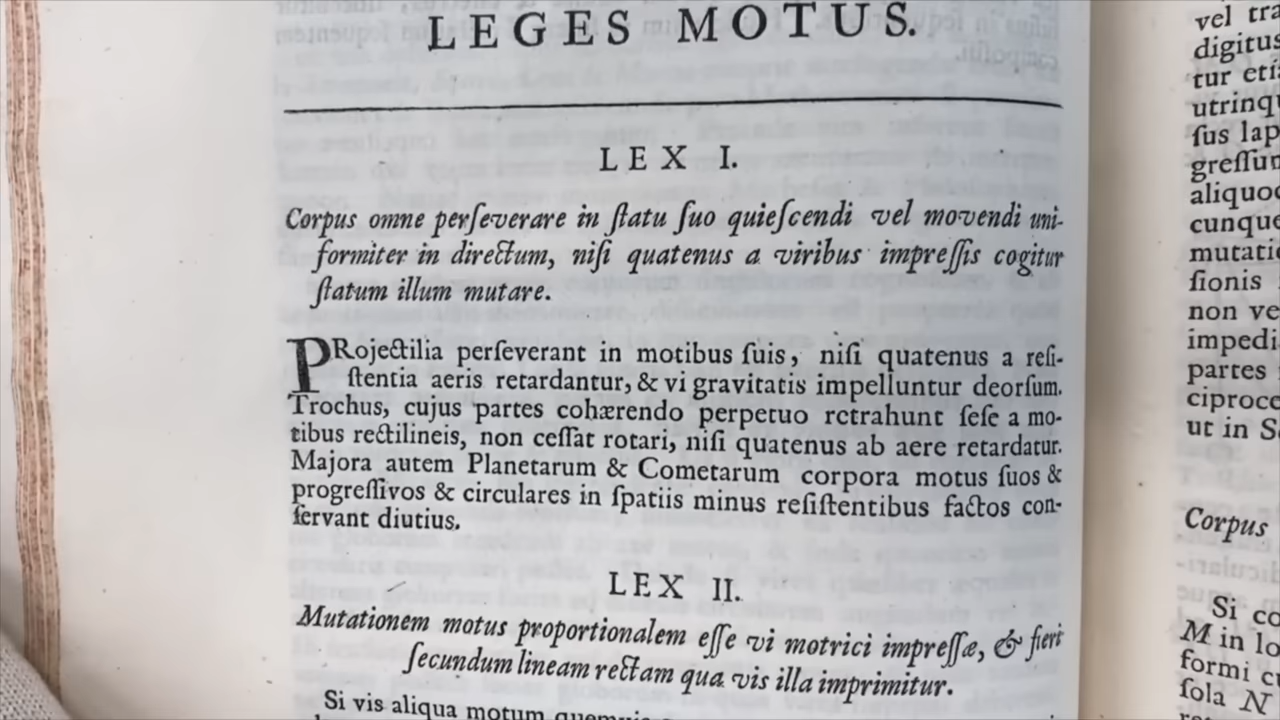 LEGES MOTUS.
LEX I.
Corpus omne perſeverare in ſtatu ſuo quieſcendi vel movendi uni-
formiter in directum, niſi quatenus a viribus impreſſis cogitur
ſtatum illum mutare.
PRojectilia perſeverant in motibus ſuis, niſi quatenus a reſi-
ſtentia aeris retardantur, & vi gravitatis impelluntur deorſum.
Trochus, cujus partes cohærendo perpetuo retrahunt ſeſe a mo-
tibus rectilineis, non ceſſat rotari, niſi quatenus ab aere retardatur.
Majora autem Planetarum & Cometarum corpora motus ſuos &
progreſſivos & circulares in ſpatiis minus reſiſtentibus factos con-
ſervant diutius.
LEX II.
Mutationem motus proportionalem eſſe vi motrici impreſſæ, & fieri
ſecundum lineam rectam qua vis illa imprimitur.
Si vis aliqua motum
vel tra
digitus
tur eti
utrinqu
ſus lap
greſſun
aliquod
cunque
mutatio
ſionis
non ve
impedi
partes
ciproce
ut in S
Corpus
Si co
M in lo
formi cu
ſola N